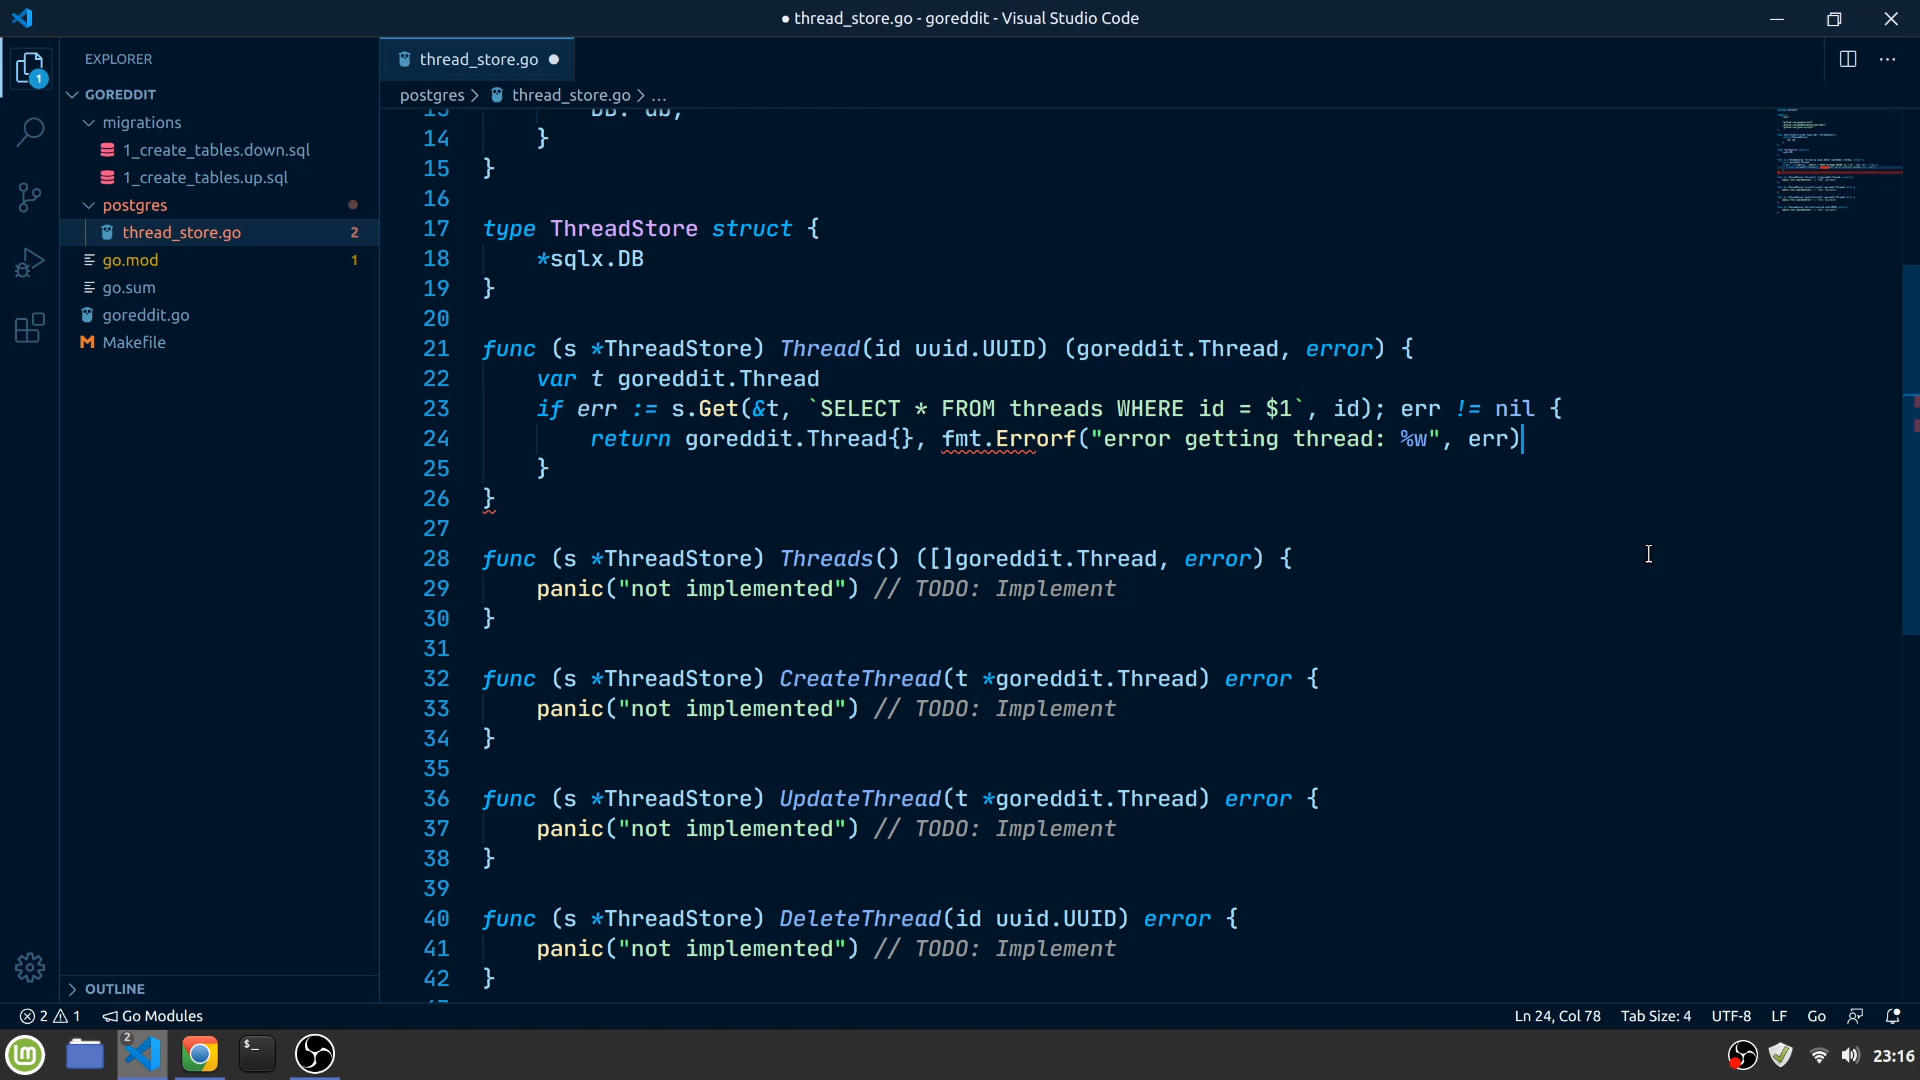 ● thread_store.go - goreddit - Visual Studio Code
1
EXPLORER
GOREDDIT
migrations
1_create_tables.down.sql
1_create_tables.up.sql
postgres
thread_store.go 2
go.mod 1
go.sum
goreddit.go
M Makefile
OUTLINE
thread_store.go
postgres > thread_store.go > ...
13 DB: db,
14 }
15 }
16
17 type ThreadStore struct {
18 *sqlx.DB
19 }
20
21 func (s *ThreadStore) Thread(id uuid.UUID) (goreddit.Thread, error) {
22 var t goreddit.Thread
23 if err := s.Get(&t, `SELECT * FROM threads WHERE id = $1`, id); err != nil {
24 return goreddit.Thread{}, fmt.Errorf("error getting thread: %w", err)
25 }
26 }
27
28 func (s *ThreadStore) Threads() ([]goreddit.Thread, error) {
29 panic("not implemented") // TODO: Implement
30 }
31
32 func (s *ThreadStore) CreateThread(t *goreddit.Thread) error {
33 panic("not implemented") // TODO: Implement
34 }
35
36 func (s *ThreadStore) UpdateThread(t *goreddit.Thread) error {
37 panic("not implemented") // TODO: Implement
38 }
39
40 func (s *ThreadStore) DeleteThread(id uuid.UUID) error {
41 panic("not implemented") // TODO: Implement
42 }
2 1 Go Modules
Ln 24, Col 78 Tab Size: 4 UTF-8 LF Go
2
$_
23:16